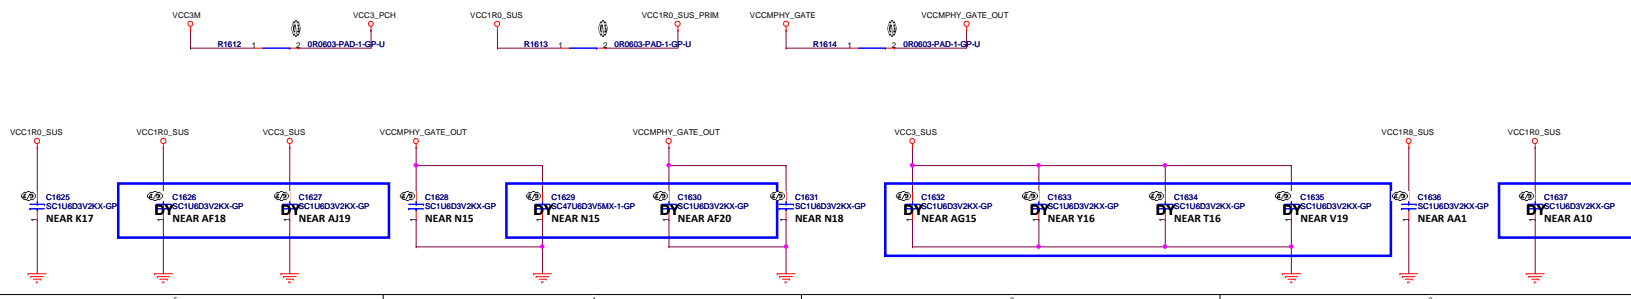 VCC3M VCC3_PCH VCC1R0_SUS VCC1R0_SUS_PRIM VCCMPHY_GATE VCCMPHY_GATE_OUT
R1612 1 2 0R0603-PAD-1-GP-U R1613 1 2 0R0603-PAD-1-GP-U R1614 1 2 0R0603-PAD-1-GP-U
VCC1R0_SUS VCC1R0_SUS VCC3_SUS VCCMPHY_GATE_OUT VCCMPHY_GATE_OUT VCC3_SUS VCC1R8_SUS VCC1R0_SUS
C1625 C1626 C1627 C1628 C1629 C1630 C1631 C1632 C1633 C1634 C1635 C1636 C1637
SC1U6D3V2KX-GP SC1U6D3V2KX-GP SC1U6D3V2KX-GP SC1U6D3V2KX-GP SC47U6D3V5MX-1-GP SC1U6D3V2KX-GP SC1U6D3V2KX-GP SC1U6D3V2KX-GP SC1U6D3V2KX-GP SC1U6D3V2KX-GP SC1U6D3V2KX-GP SC1U6D3V2KX-GP SC1U6D3V2KX-GP
DY DY DY DY DY DY DY DY DY
NEAR K17 NEAR AF18 NEAR AJ19 NEAR N15 NEAR N15 NEAR AF20 NEAR N18 NEAR AG15 NEAR Y16 NEAR T16 NEAR V19 NEAR AA1 NEAR A10